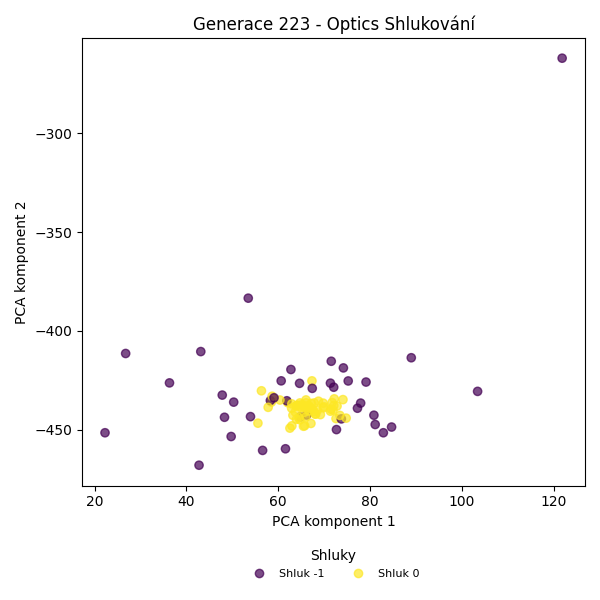 Generace 223 - Optics Shlukování
PCA komponent 2
−300
−350
−400
−450
20 40 60 80 100 120
PCA komponent 1
Shluky
Shluk -1 Shluk 0